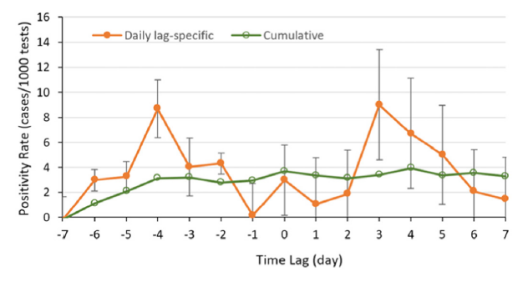 16
14
12
10
8
6
4
2
0
Positivity Rate (cases/1000 tests)
Daily lag-specific Cumulative
-7 -6 -5 -4 -3 -2 -1 0 1 2 3 4 5 6 7
Time Lag (day)